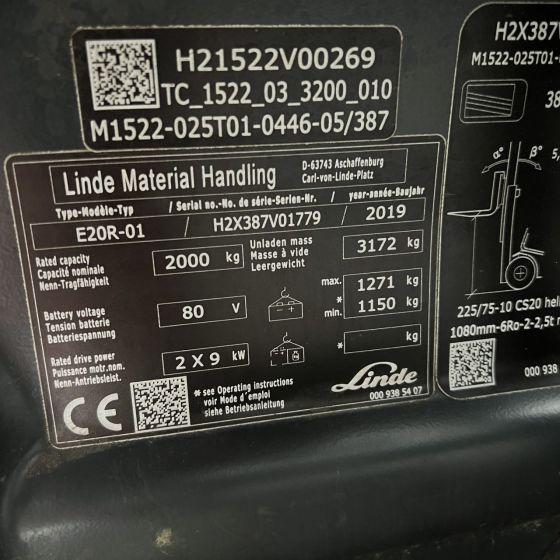 H21522V00269
TC_1522_03_3200_010
M1522-025T01-0446-05/387
Linde Material Handling
D-63743 Aschaffenburg
Carl-von-Linde-Platz
Type-Modèle-Typ / Serial no.-No. de série-Serien-Nr. / year-année-Baujahr
E20R-01 / H2X387V01779 / 2019
Rated capacity
Capacité nominale
Nenn-Tragfähigkeit
2000 kg
Unladen mass
Masse à vide
Leergewicht
3172 kg
Battery voltage
Tension batterie
Batteriespannung
80 V
- +
max. 1271 kg
*
min. 1150 kg
Rated drive power
Puissance motr.nom.
Nenn-Antriebsleist.
2 X 9 kW
* kg
CE
* see Operating instructions
voir Mode d'emploi
siehe Betriebsanleitung
Linde
000 938 54 07
H2X387V
M1522-025T01-
38
α° β° 5,
225/75-10 CS20
1080mm-6Ro-2-2,5t
000 938